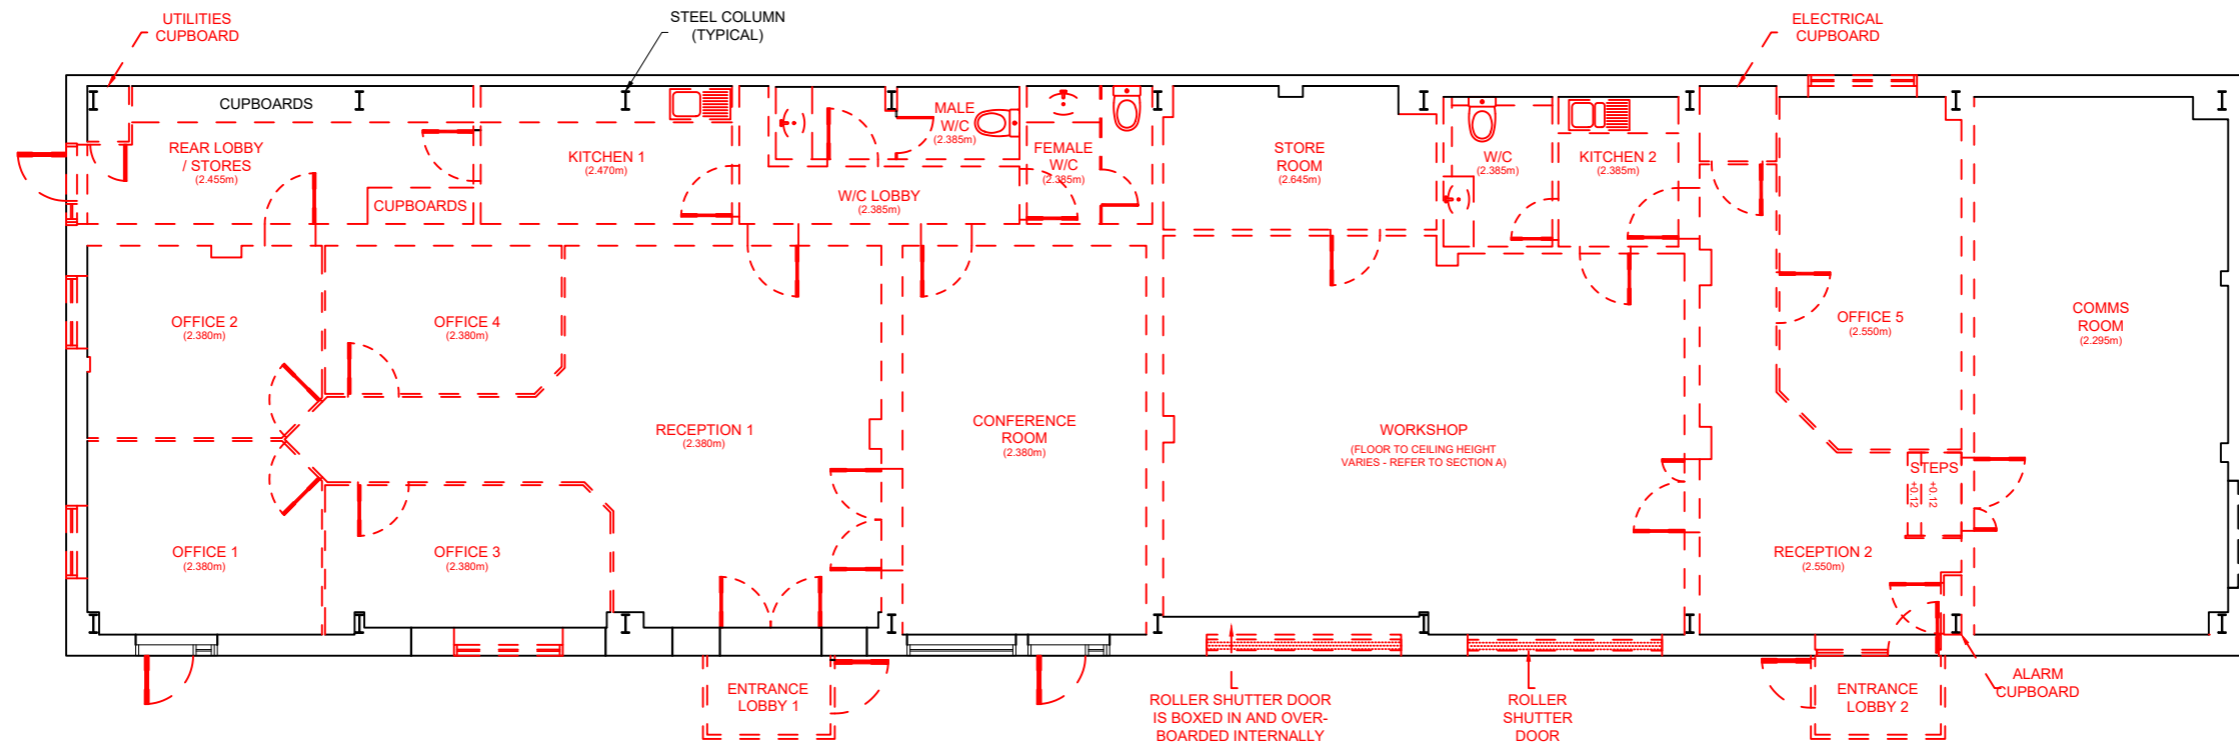 UTILITIES
CUPBOARD
STEEL COLUMN
(TYPICAL)
ELECTRICAL
CUPBOARD
CUPBOARDS
REAR LOBBY
/ STORES
(2.455m)
CUPBOARDS
KITCHEN 1
(2.470m)
MALE
W/C
(2.385m)
FEMALE
W/C
(2.385m)
W/C LOBBY
(2.385m)
STORE
ROOM
(2.645m)
W/C
(2.385m)
KITCHEN 2
(2.385m)
OFFICE 2
(2.380m)
OFFICE 4
(2.380m)
OFFICE 5
(2.550m)
COMMS
ROOM
(2.295m)
RECEPTION 1
(2.380m)
CONFERENCE
ROOM
(2.380m)
WORKSHOP
(FLOOR TO CEILING HEIGHT
VARIES - REFER TO SECTION A)
STEPS
+0.12
+0.12
OFFICE 1
(2.380m)
OFFICE 3
(2.380m)
RECEPTION 2
(2.550m)
ENTRANCE
LOBBY 1
ROLLER SHUTTER DOOR
IS BOXED IN AND OVER-
BOARDED INTERNALLY
ROLLER
SHUTTER
DOOR
ENTRANCE
LOBBY 2
ALARM
CUPBOARD